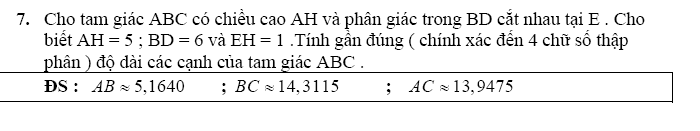 7. Cho tam giác ABC có chiều cao AH và phân giác trong BD cắt nhau tại E . Cho
biết AH = 5 ; BD = 6 và EH = 1 .Tính gần đúng ( chính xác đến 4 chữ số thập
phân ) độ dài các cạnh của tam giác ABC .
ĐS : AB ≈ 5,1640 ; BC ≈ 14,3115 ; AC ≈ 13,9475